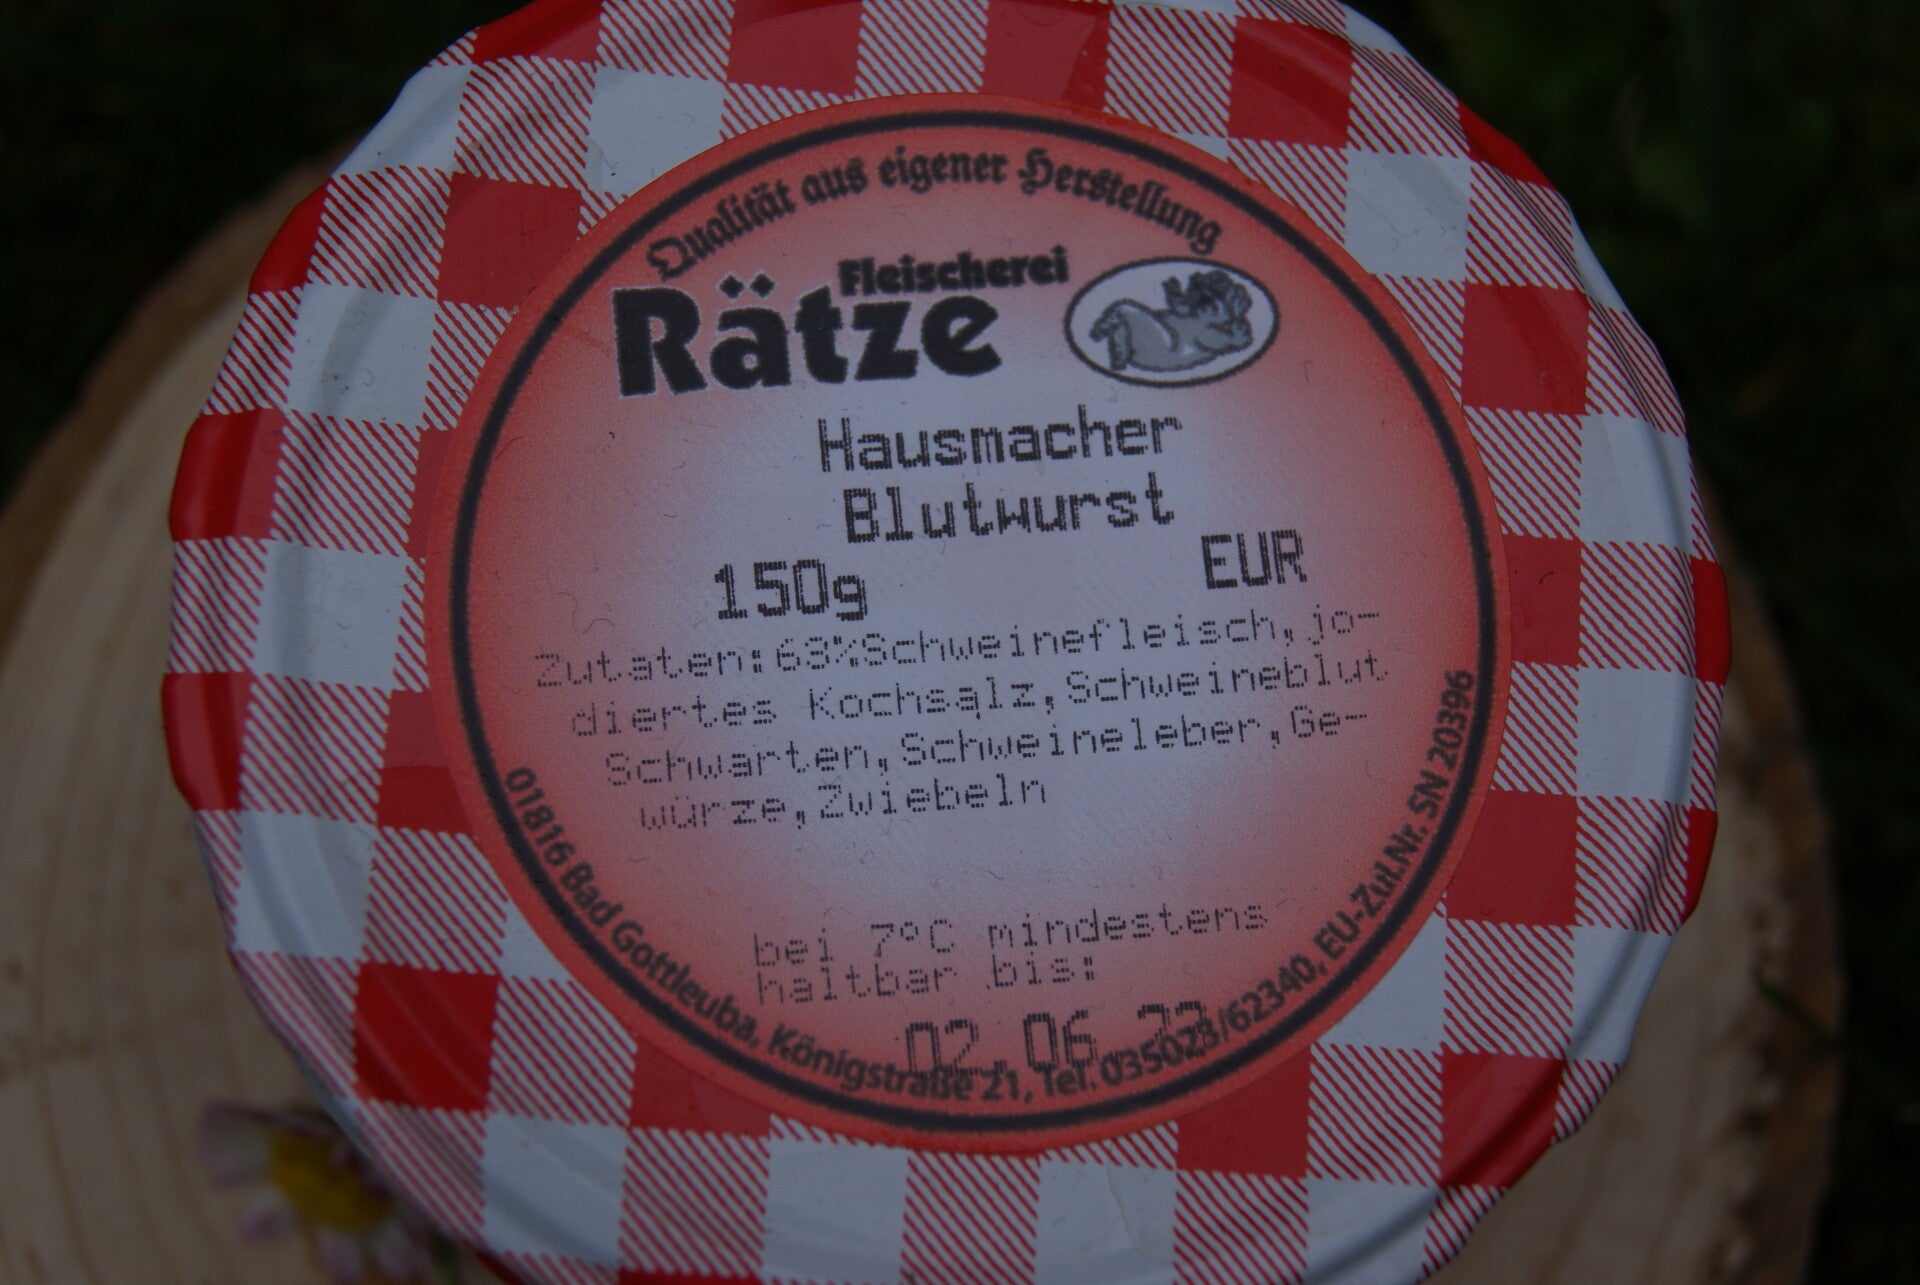 Qualität aus eigener Herstellung
Fleischerei
Rätze
Hausmacher
Blutwurst
150g EUR
Zutaten:63%Schweinefleisch,jo-
diertes Kochsalz,Schweineblut
Schwarten,Schweineleber,Ge-
würze,Zwiebeln
bei 7°C mindestens
haltbar bis:
02.06.23
01816 Bad Gottleuba, Königstraße 21, Tel. 035023/62340, EU-Zul.Nr. SN 20396